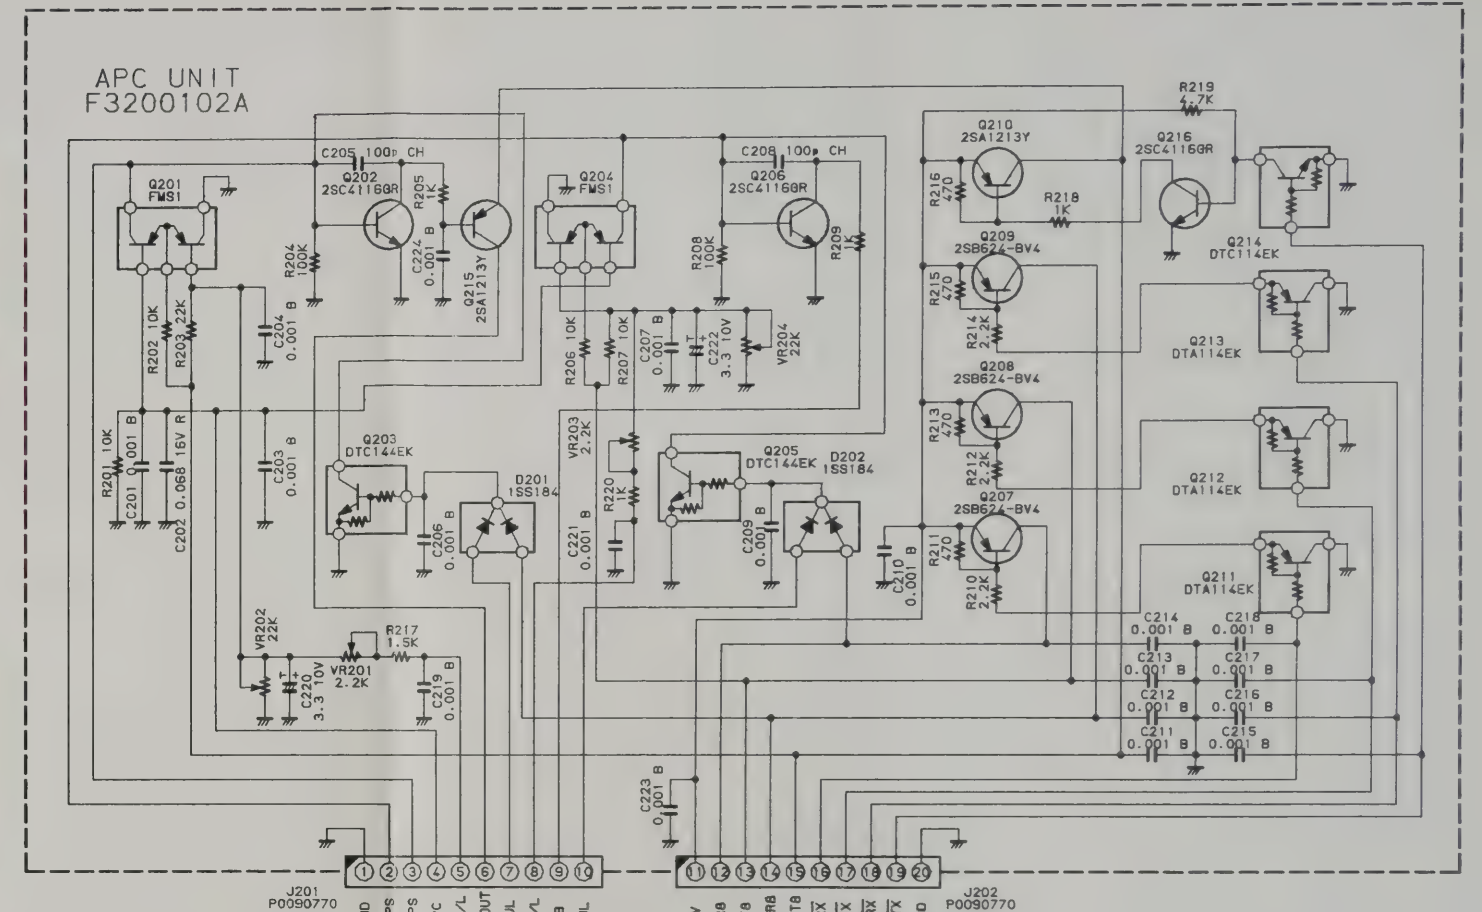 APC UNIT
F3200102A
R219
4.7K
Q210
2SA1213Y
Q216
2SC4116GR
C205 100p CH
Q202
2SC4116GR
R205
1K
Q204
FMS1
C208 100p CH
Q206
2SC4116GR
Q201
FMS1
R216
470
R218
1K
R204
100K
C224
0.001 B
Q215
2SA1213Y
R208
100K
R209
1K
Q209
2SB624-BV4
Q214
DTC114EK
R215
470
R214
2.2K
R202 10K
R203 22K
C204
0.001 B
R206 10K
R207 10K
C207
0.001 B
C222
3.3 10V
VR204
22K
Q213
DTA114EK
Q208
2SB624-BV4
R201 10K
C201 0.001 B
C202 0.068 16V R
C203
0.001 B
Q203
DTC144EK
D201
1SS184
VR203
2.2K
R220
1K
Q205
DTC144EK
D202
1SS184
R213
470
R212
2.2K
Q212
DTA114EK
Q207
2SB624-BV4
C206
0.001 B
C221
0.001 B
C209
0.001 B
C210
0.001 B
R211
470
R210
2.2K
Q211
DTA114EK
VR202
22K
R217
1.5K
C220
3.3 10V
VR201
2.2K
C219
0.001 B
C214
0.001 B
C218
0.001 B
C213
0.001 B
C217
0.001 B
C212
0.001 B
C216
0.001 B
C211
0.001 B
C215
0.001 B
C223
0.001 B
1 2 3 4 5 6 7 8 9 10
11 12 13 14 15 16 17 18 19 20
J201
P0090770
J202
P0090770